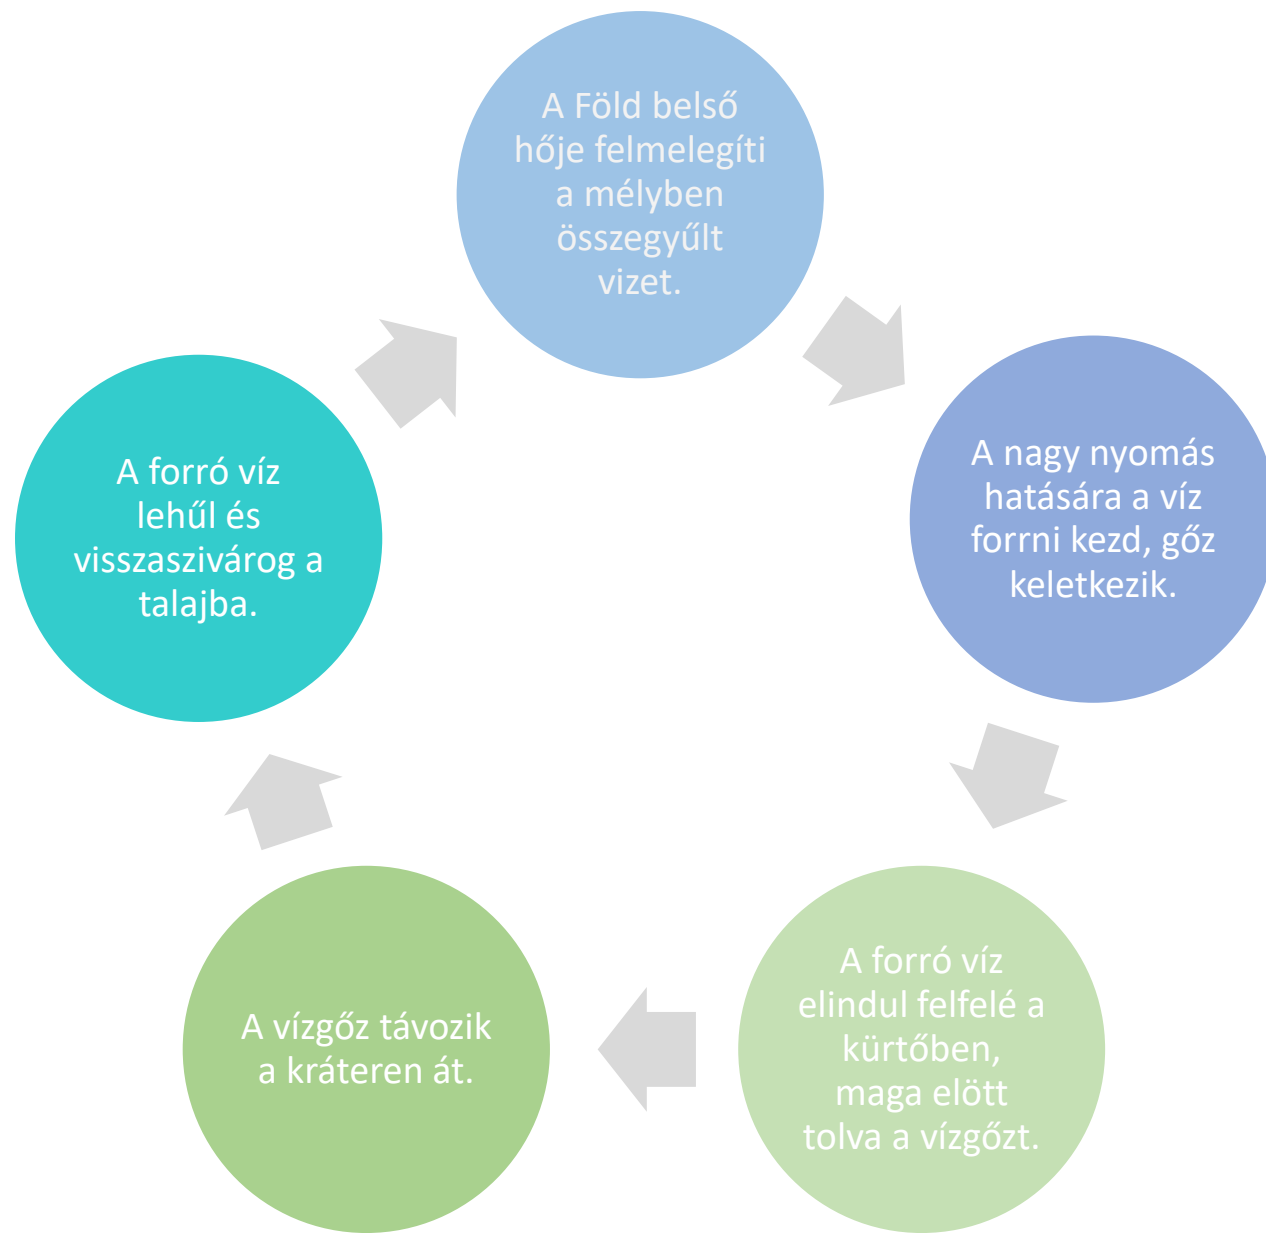 A Föld belső
hője felmelegíti
a mélyben
összegyűlt
vizet.
A nagy nyomás
hatására a víz
forrni kezd, gőz
keletkezik.
A forró víz
elindul felfelé a
kürtőben,
maga elött
tolva a vízgőzt.
A vízgőz távozik
a kráteren át.
A forró víz
lehűl és
visszaszivárog a
talajba.